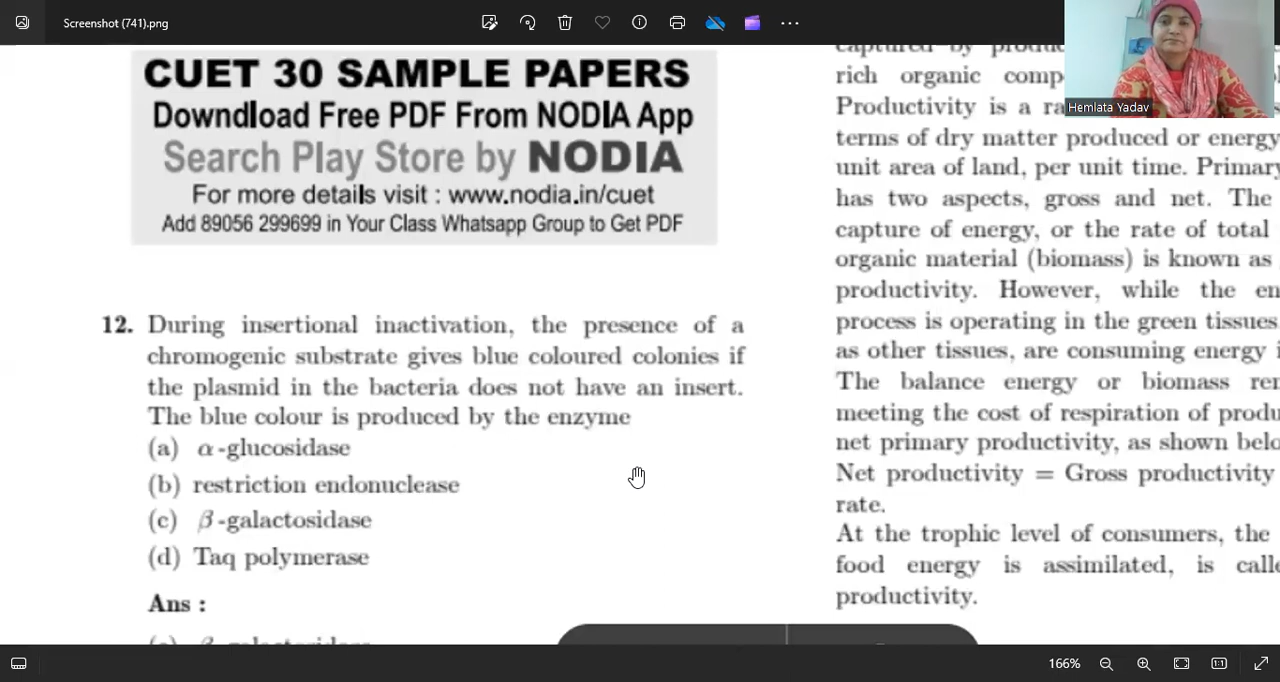 Screenshot (741).png
CUET 30 SAMPLE PAPERS
Downdload Free PDF From NODIA App
Search Play Store by NODIA
For more details visit : www.nodia.in/cuet
Add 89056 299699 in Your Class Whatsapp Group to Get PDF
12. During insertional inactivation, the presence of a
chromogenic substrate gives blue coloured colonies if
the plasmid in the bacteria does not have an insert.
The blue colour is produced by the enzyme
(a) α-glucosidase
(b) restriction endonuclease
(c) β-galactosidase
(d) Taq polymerase
Ans :
captured by
rich organic
Productivity is a
terms of dry matter produced or energy
unit area of land, per unit time. Primary
has two aspects, gross and net. The
capture of energy, or the rate of total
organic material (biomass) is known as
productivity. However, while the
process is operating in the green tissues
as other tissues, are consuming energy
The balance energy or biomass
meeting the cost of respiration of
net primary productivity, as shown
Net productivity = Gross productivity
rate.
At the trophic level of consumers, the
food energy is assimilated, is
productivity.
Hemlata Yadav
166%
1:1